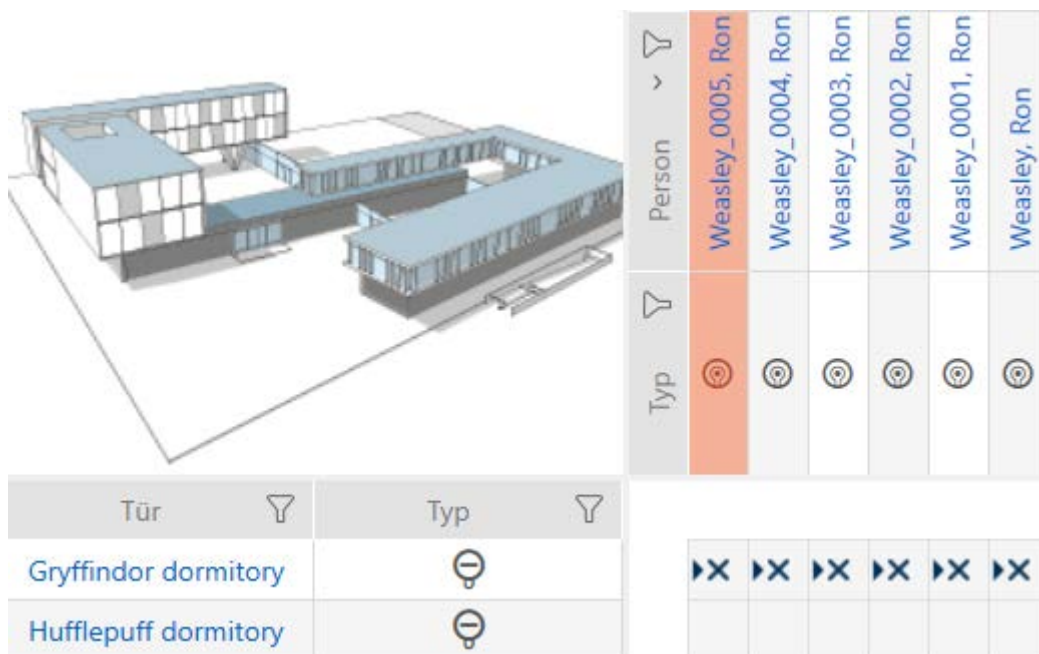 Person
Weasley_0005, Ron
Weasley_0004, Ron
Weasley_0003, Ron
Weasley_0002, Ron
Weasley_0001, Ron
Weasley, Ron
Typ
Tür Typ
Gryffindor dormitory
Hufflepuff dormitory